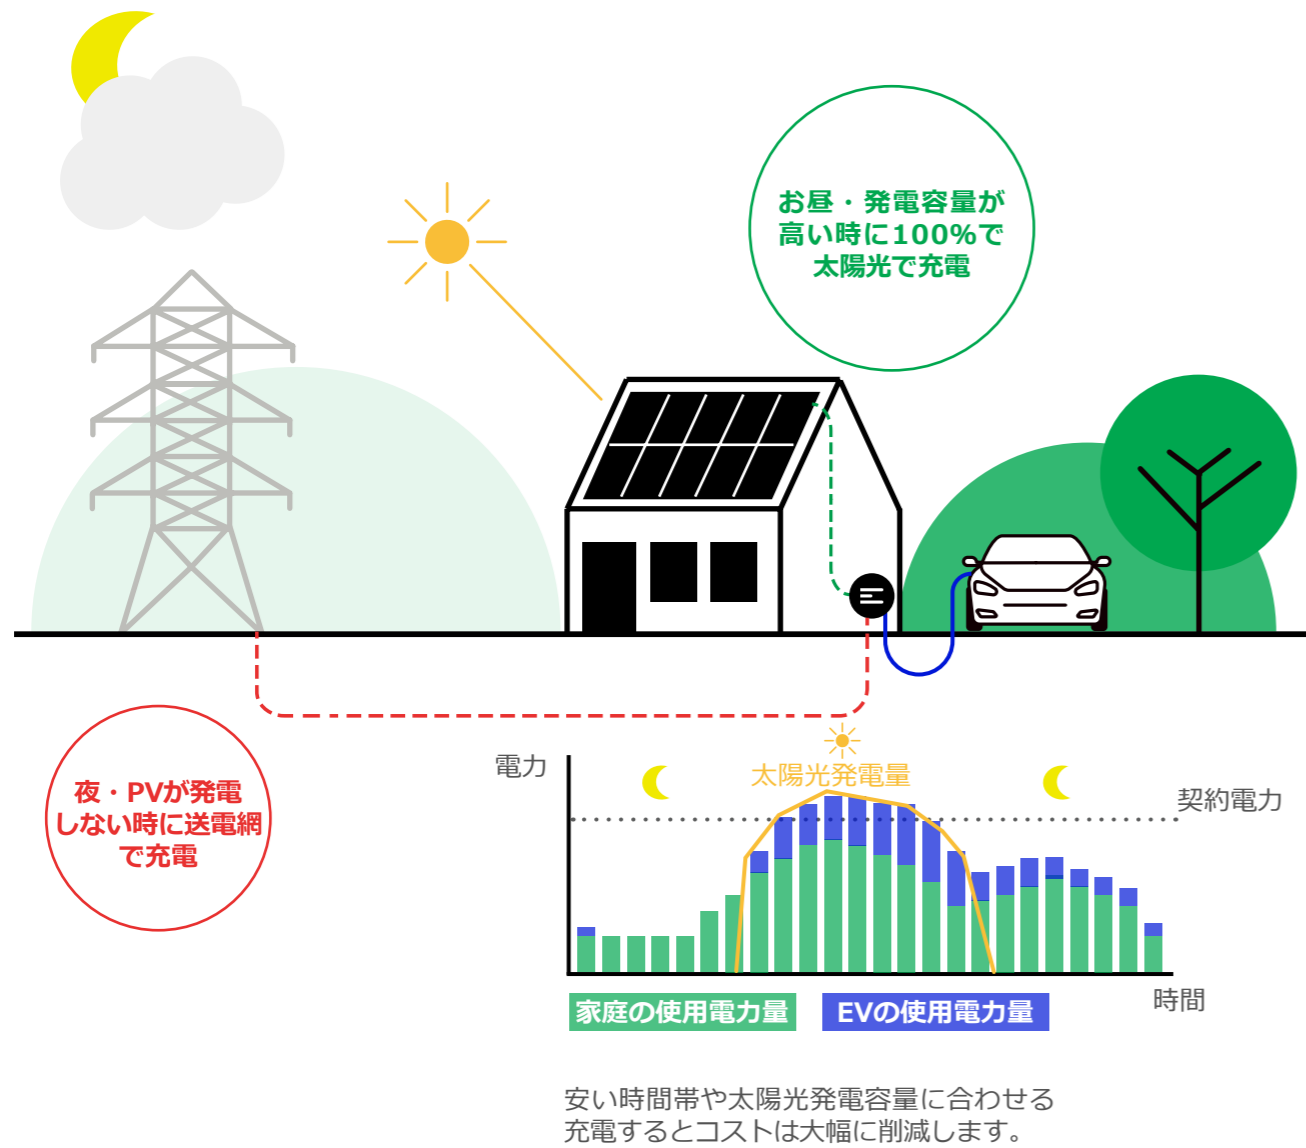 お昼・発電容量が
高い時に100%で
太陽光で充電
夜・PVが発電
しない時に送電網
で充電
電力
太陽光発電量
契約電力
時間
家庭の使用電力量
EVの使用電力量
安い時間帯や太陽光発電容量に合わせる
充電するとコストは大幅に削減します。